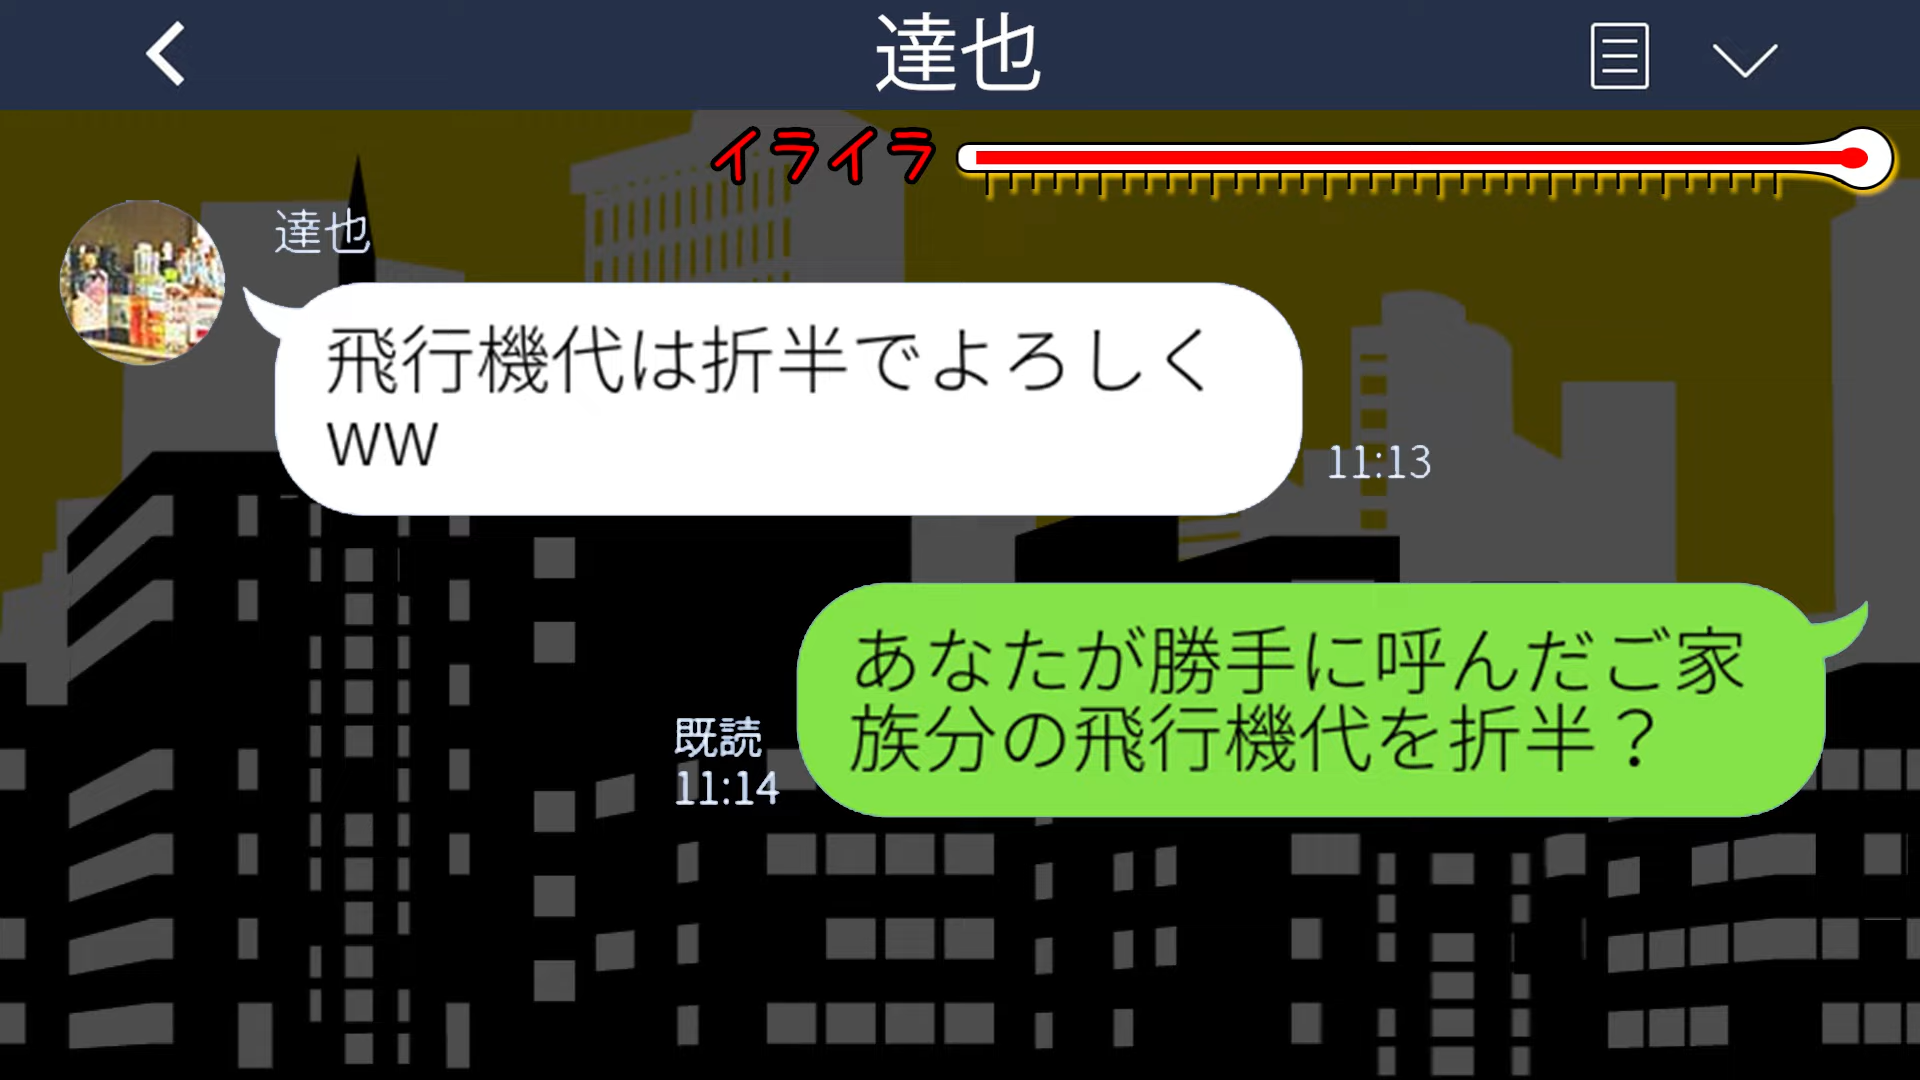 達也
イライラ
達也
飛行機代は折半でよろしく
ww
11:13
あなたが勝手に呼んだご家
族分の飛行機代を折半？
既読
11:14